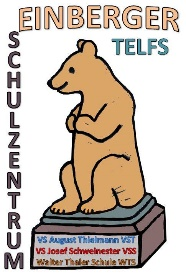 EINBERGER
TELFS
SCHULZENTRUM
VS August Thielmann VST
VS Josef Schweinester VSS
Walter Thaler Schule WTS